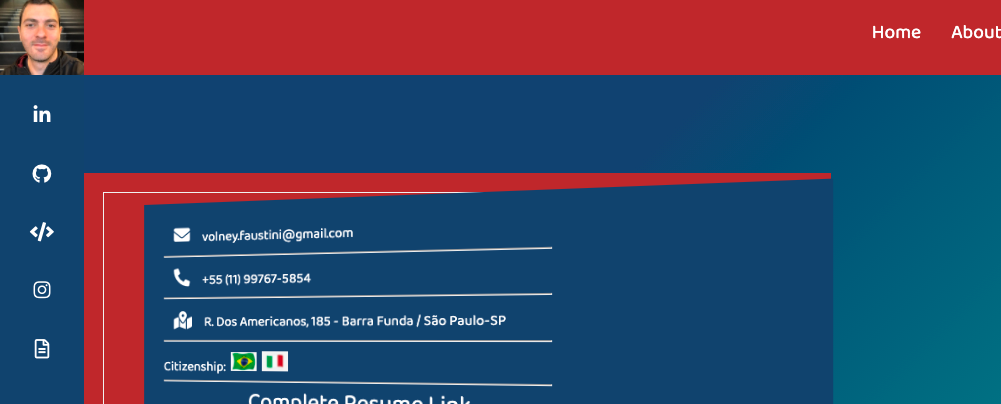 Home About
volney.faustini@gmail.com
+55 (11) 99767-5854
R. Dos Americanos, 185 - Barra Funda / São Paulo-SP
Citizenship:
Complete Resume Link